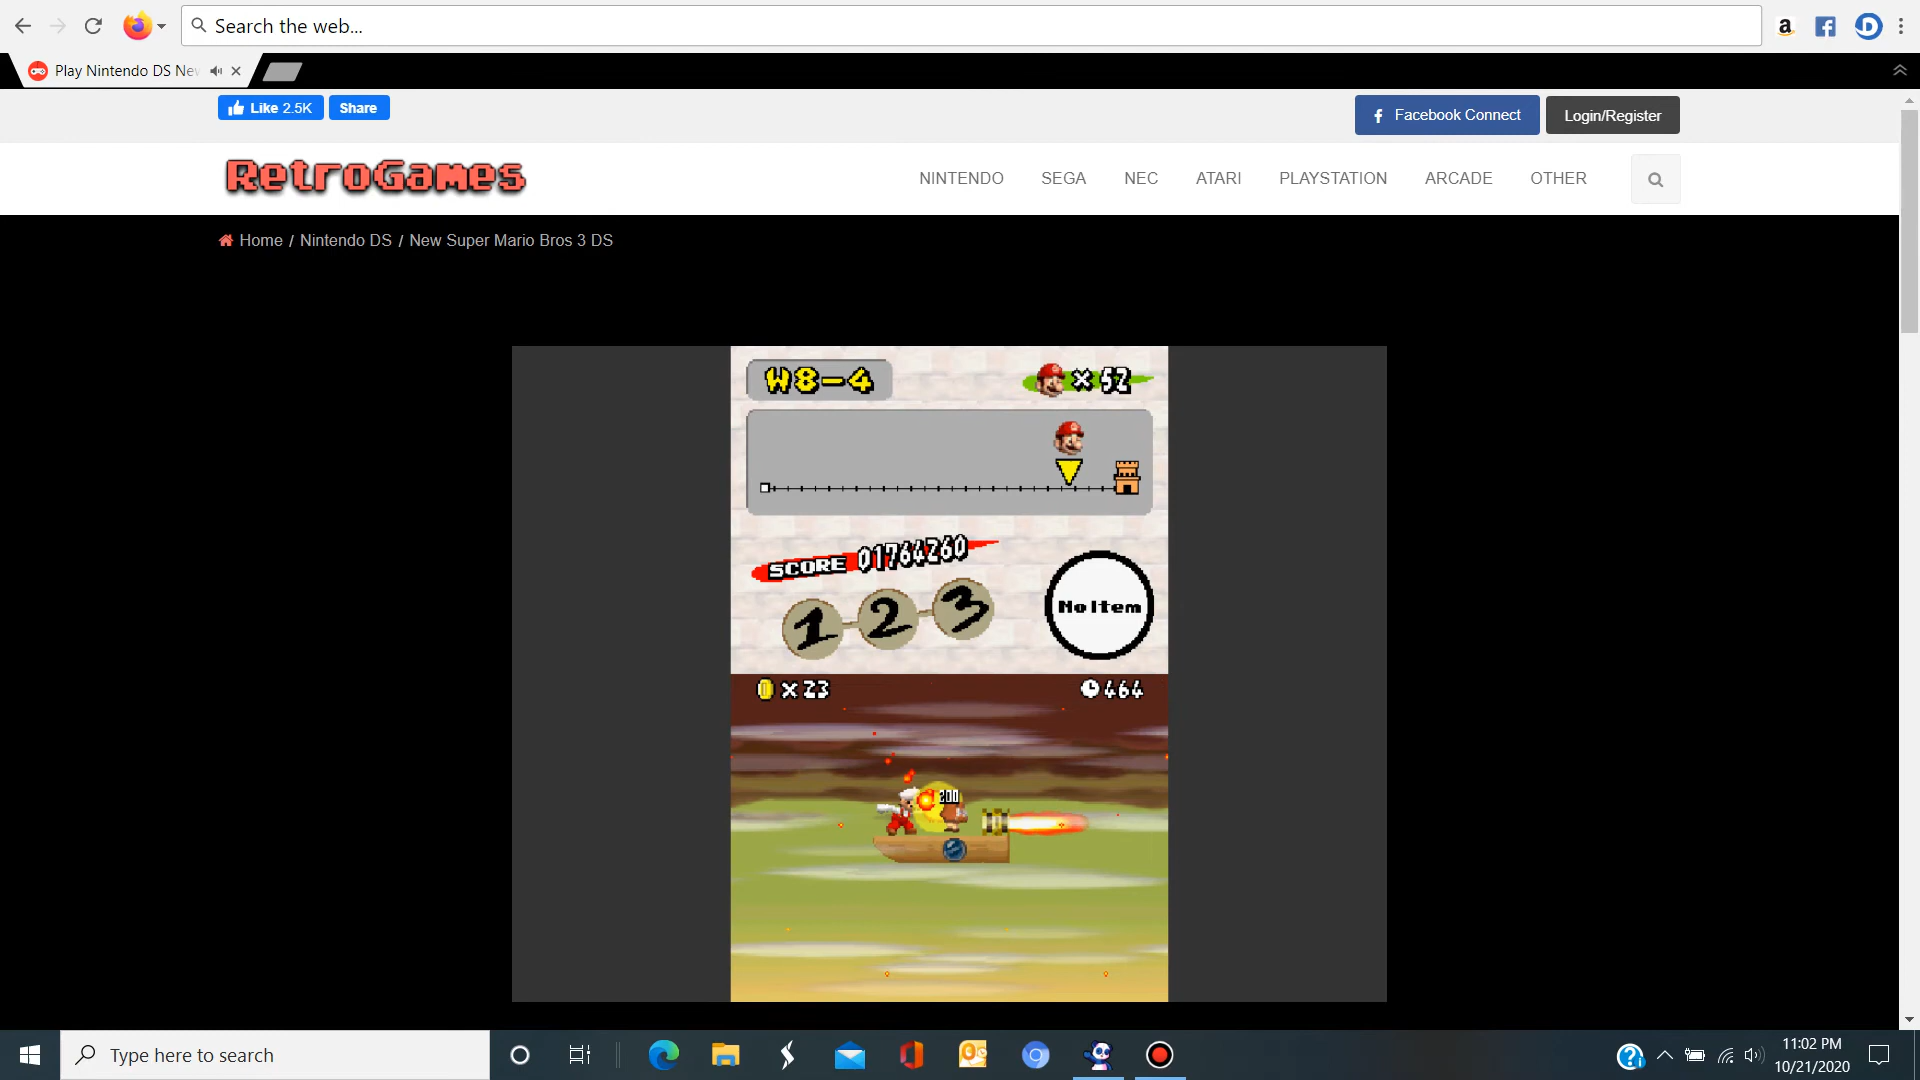 Search the web...
a
Play Nintendo DS Nev
Like 2.5K
Share
Facebook Connect
Login/Register
RetroGames
NINTENDO
SEGA
NEC
ATARI
PLAYSTATION
ARCADE
OTHER
Home / Nintendo DS / New Super Mario Bros 3 DS
W8-4
× 52
SCORE 01764260
1 2 3
No Item
× 23
464
200
Type here to search
11:02 PM
10/21/2020